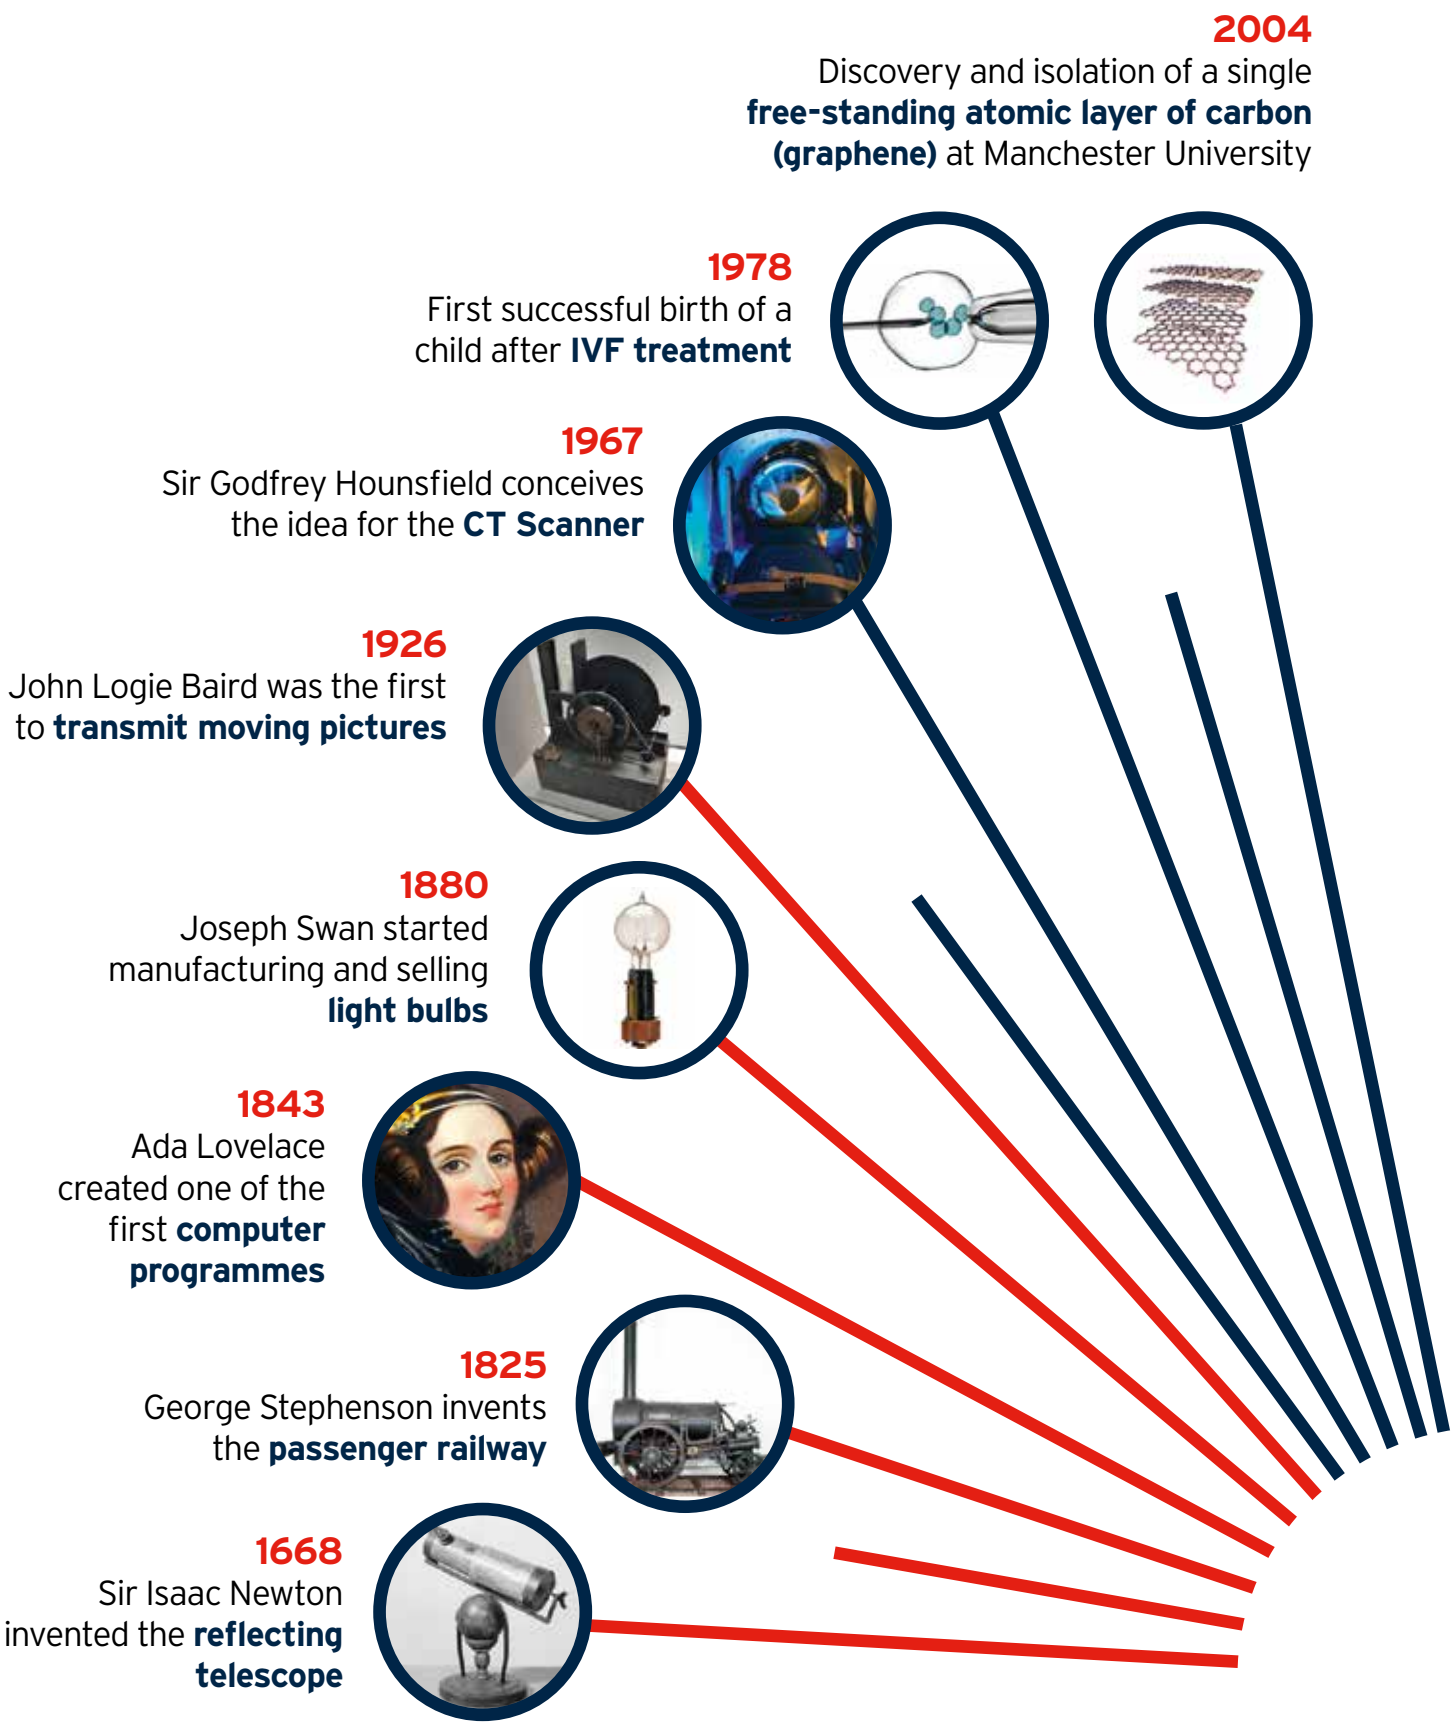 2004
Discovery and isolation of a single
free-standing atomic layer of carbon
(graphene) at Manchester University
1978
First successful birth of a
child after IVF treatment
1967
Sir Godfrey Hounsfield conceives
the idea for the CT Scanner
1926
John Logie Baird was the first
to transmit moving pictures
1880
Joseph Swan started
manufacturing and selling
light bulbs
1843
Ada Lovelace
created one of the
first computer
programmes
1825
George Stephenson invents
the passenger railway
1668
Sir Isaac Newton
invented the reflecting
telescope